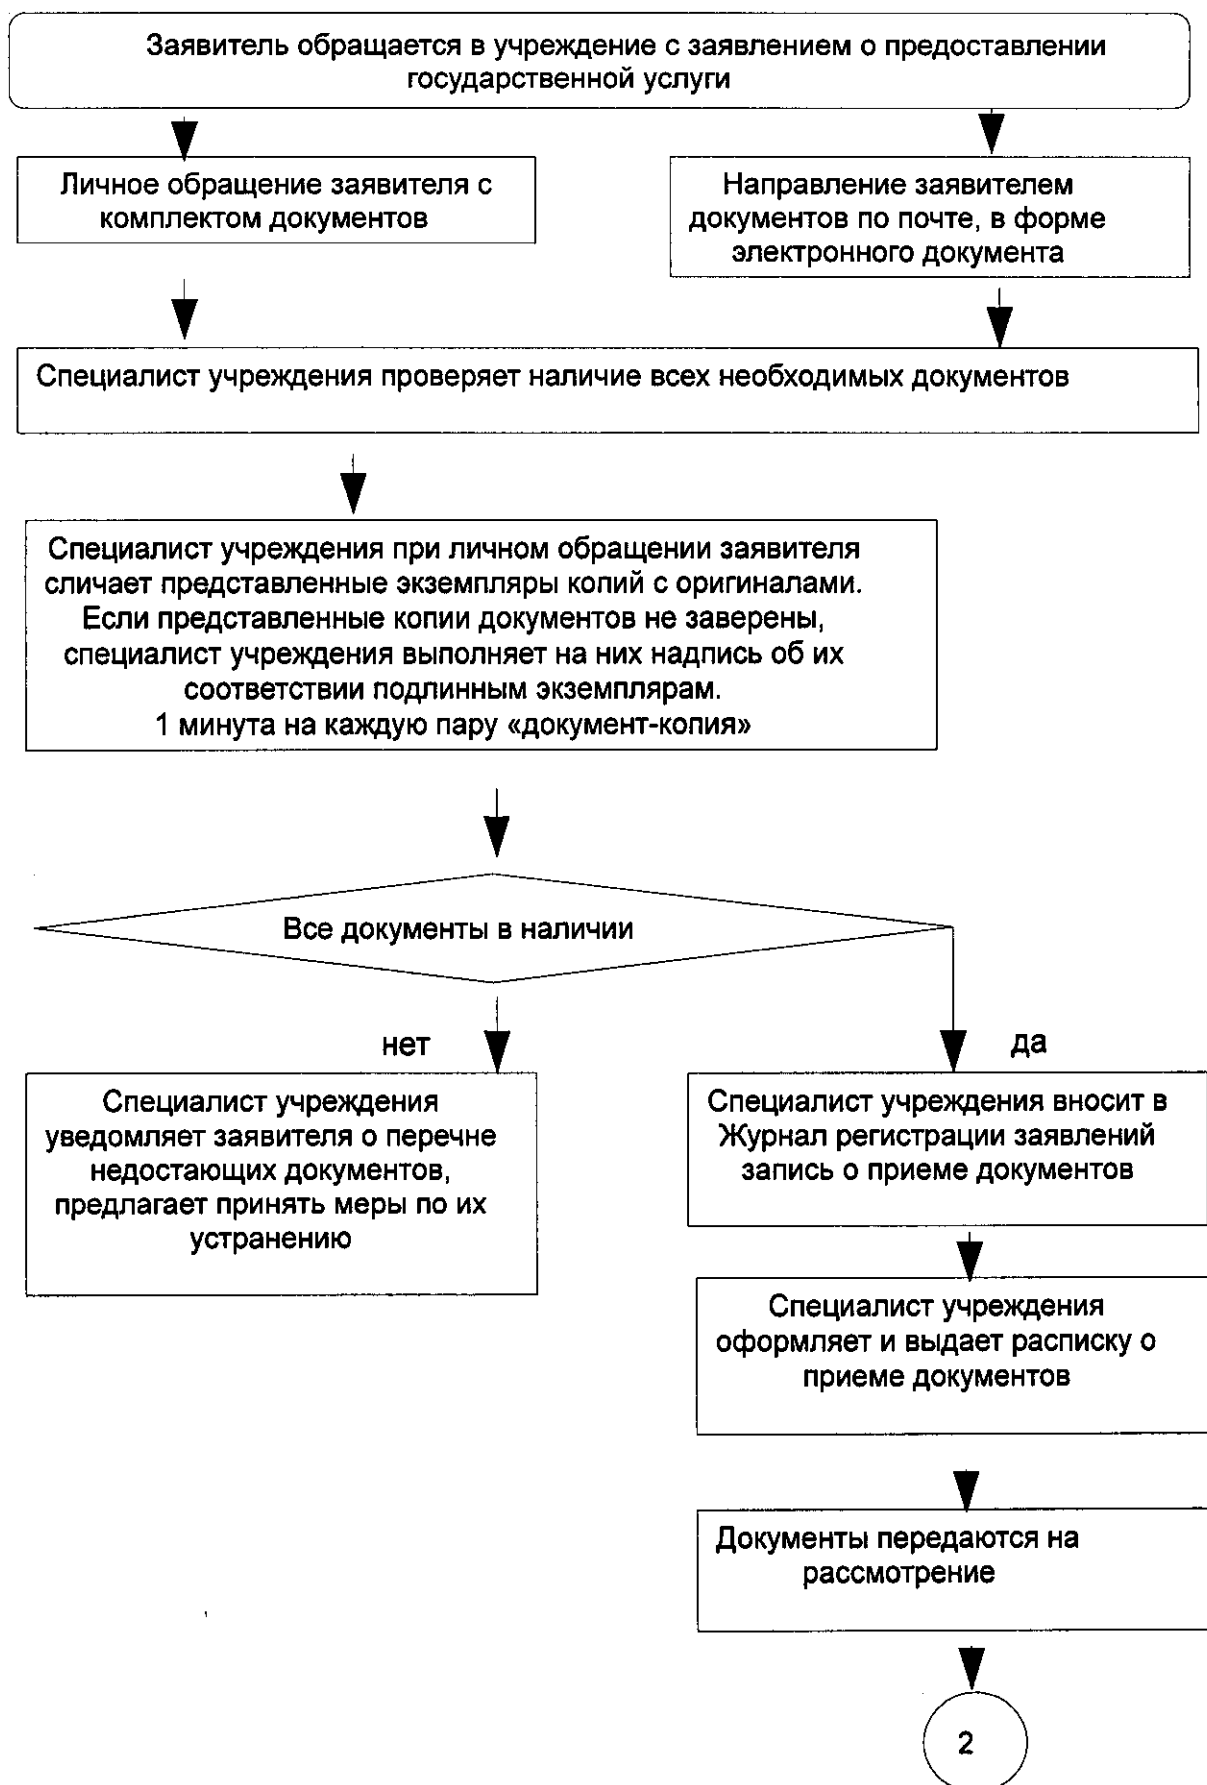 Заявитель обращается в учреждение с заявлением о предоставлении
государственной услуги
Личное обращение заявителя с
комплектом документов
Направление заявителем
документов по почте, в форме
электронного документа
Специалист учреждения проверяет наличие всех необходимых документов
Специалист учреждения при личном обращении заявителя
сличает представленные экземпляры копий с оригиналами.
Если представленные копии документов не заверены,
специалист учреждения выполняет на них надпись об их
соответствии подлинным экземплярам.
1 минута на каждую пару «документ-копия»
Все документы в наличии
нет
да
Специалист учреждения
уведомляет заявителя о перечне
недостающих документов,
предлагает принять меры по их
устранению
Специалист учреждения вносит в
Журнал регистрации заявлений
запись о приеме документов
Специалист учреждения
оформляет и выдает расписку о
приеме документов
Документы передаются на
рассмотрение
2